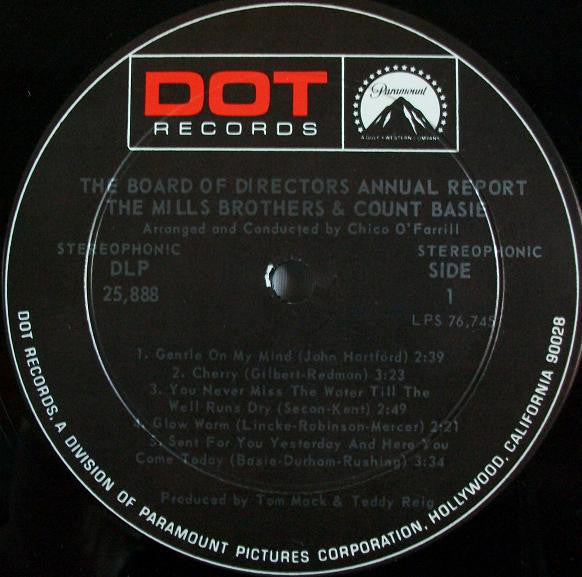 DOT
RECORDS
Paramount
A GULF + WESTERN COMPANY
THE BOARD OF DIRECTORS ANNUAL REPORT
THE MILLS BROTHERS & COUNT BASIE
Arranged and Conducted by Chico O'Farrill
STEREOPHONIC STEREOPHONIC
DLP SIDE
25,888 1
LPS 76,745
1. Gentle On My Mind (John Hartford) 2:39
2. Cherry (Gilbert-Redman) 3:23
3. You Never Miss The Water Till The
Well Runs Dry (Secon-Kent) 2:49
4. Glow Worm (Lincke-Robinson-Mercer) 2:21
5. Sent For You Yesterday And Here You
Come Today (Basie-Durham-Rushing) 3:34
Produced by Tom Mack & Teddy Reig
DOT RECORDS, A DIVISION OF PARAMOUNT PICTURES CORPORATION, HOLLYWOOD, CALIFORNIA 90028